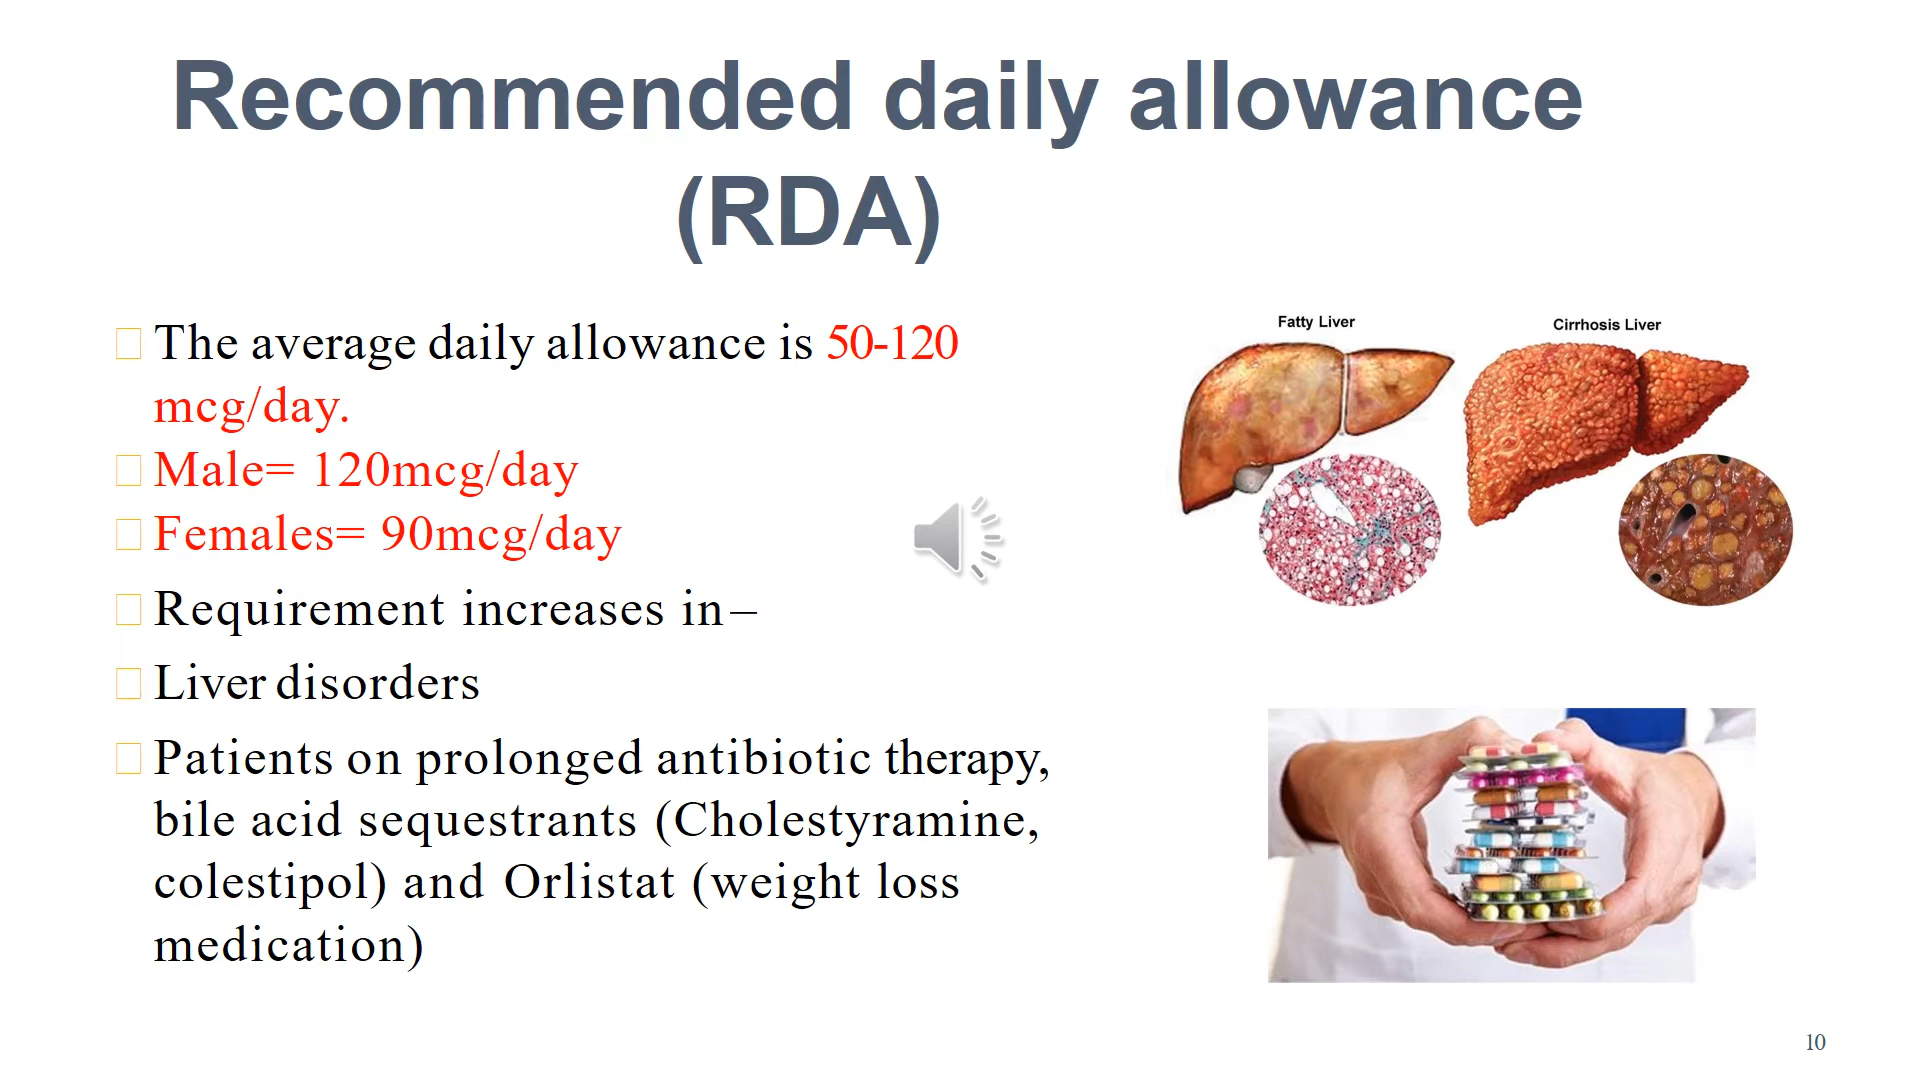 Recommended daily allowance
(RDA)
The average daily allowance is 50-120
mcg/day.
Male= 120mcg/day
Females= 90mcg/day
Requirement increases in–
Liver disorders
Patients on prolonged antibiotic therapy,
bile acid sequestrants (Cholestyramine,
colestipol) and Orlistat (weight loss
medication)
Fatty Liver
Cirrhosis Liver
10